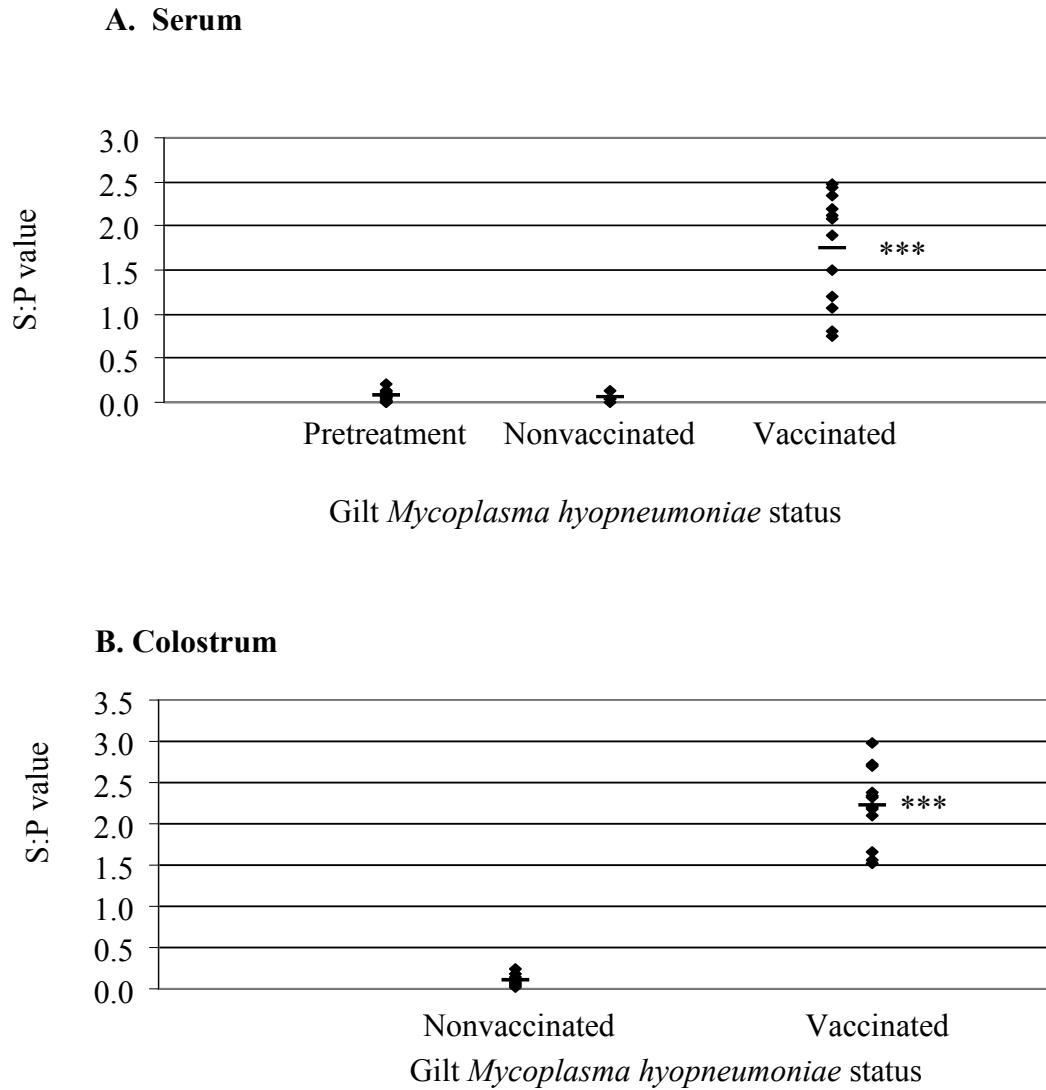 A. Serum
3.0
2.5
2.0
1.5
1.0
0.5
0.0
S:P value
***
Pretreatment Nonvaccinated Vaccinated
Gilt Mycoplasma hyopneumoniae status
B. Colostrum
3.5
3.0
2.5
2.0
1.5
1.0
0.5
0.0
S:P value
***
Nonvaccinated Vaccinated
Gilt Mycoplasma hyopneumoniae status